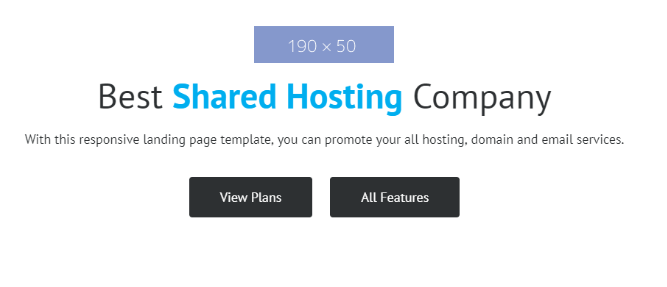 190 × 50
Best Shared Hosting Company
With this responsive landing page template, you can promote your all hosting, domain and email services.
View Plans
All Features